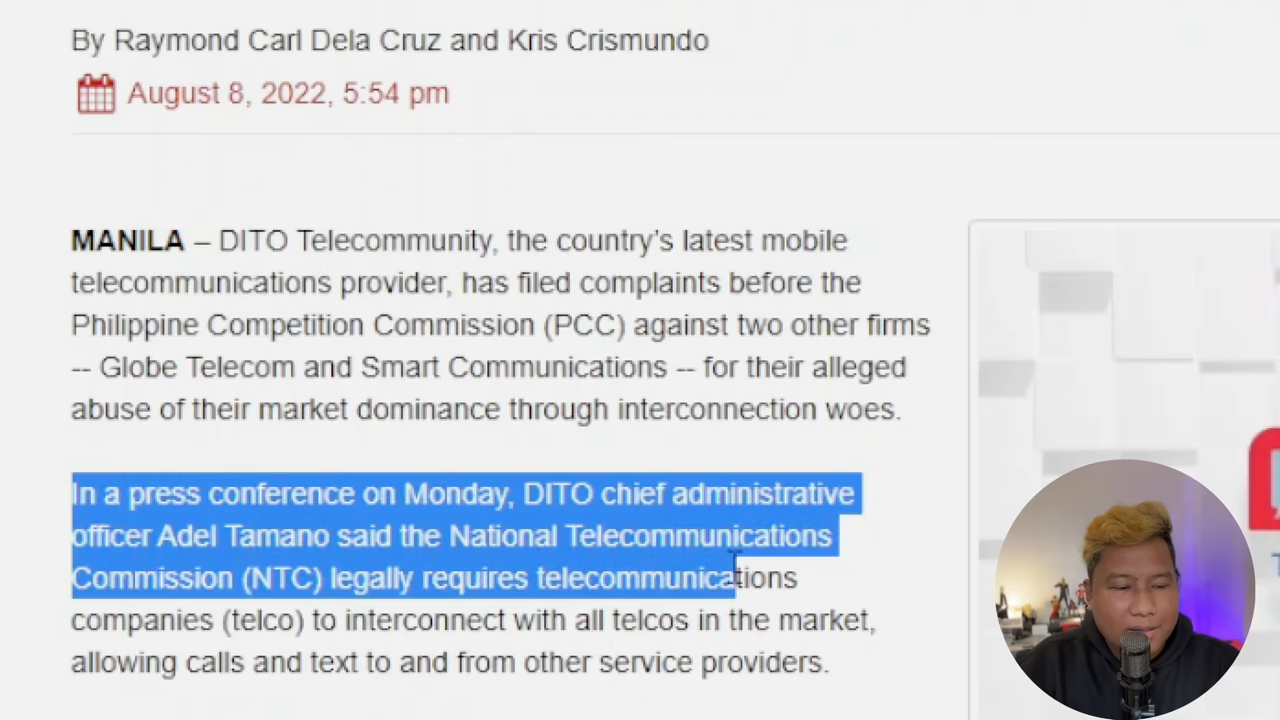 By Raymond Carl Dela Cruz and Kris Crismundo
August 8, 2022, 5:54 pm
MANILA – DITO Telecommunity, the country's latest mobile
telecommunications provider, has filed complaints before the
Philippine Competition Commission (PCC) against two other firms
-- Globe Telecom and Smart Communications -- for their alleged
abuse of their market dominance through interconnection woes.
In a press conference on Monday, DITO chief administrative
officer Adel Tamano said the National Telecommunications
Commission (NTC) legally requires telecommunications
companies (telco) to interconnect with all telcos in the market,
allowing calls and text to and from other service providers.